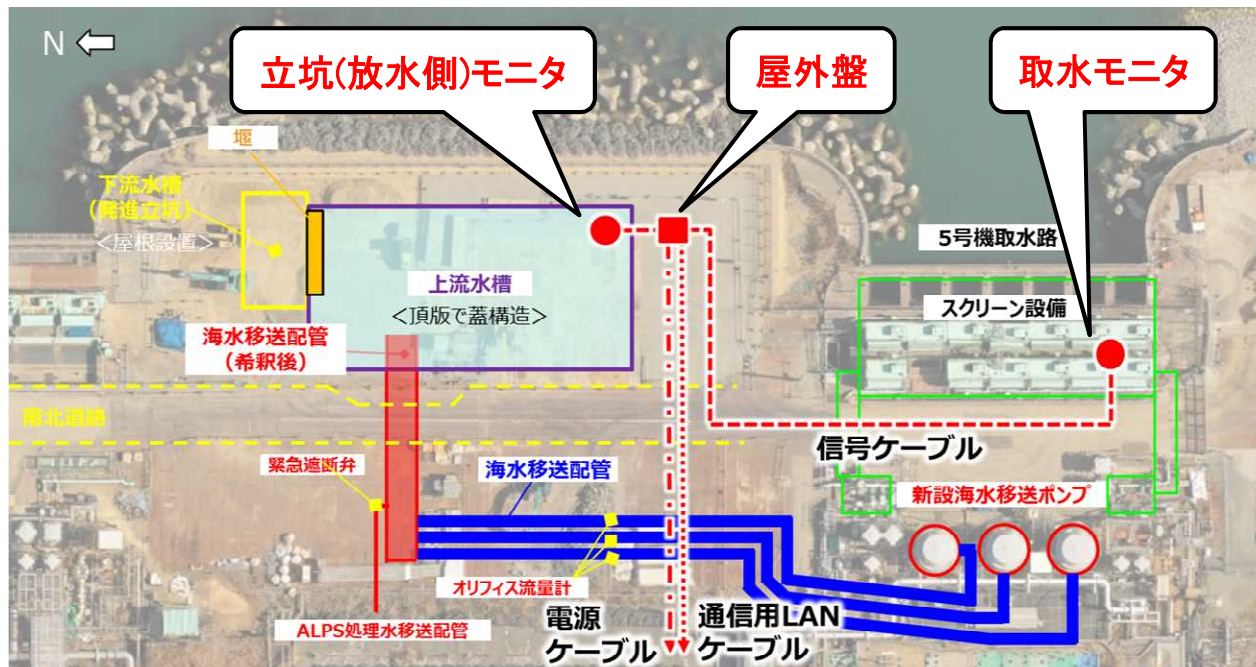 N
立坑(放水側)モニタ
屋外盤
取水モニタ
堰
下流水槽
(発進立坑)
<屋根設置>
5号機取水路
上流水槽
<頂版で蓋構造>
スクリーン設備
海水移送配管
(希釈後)
南北道路
信号ケーブル
緊急遮断弁
海水移送配管
新設海水移送ポンプ
オリフィス流量計
電源
ケーブル
通信用LAN
ケーブル
ALPS処理水移送配管